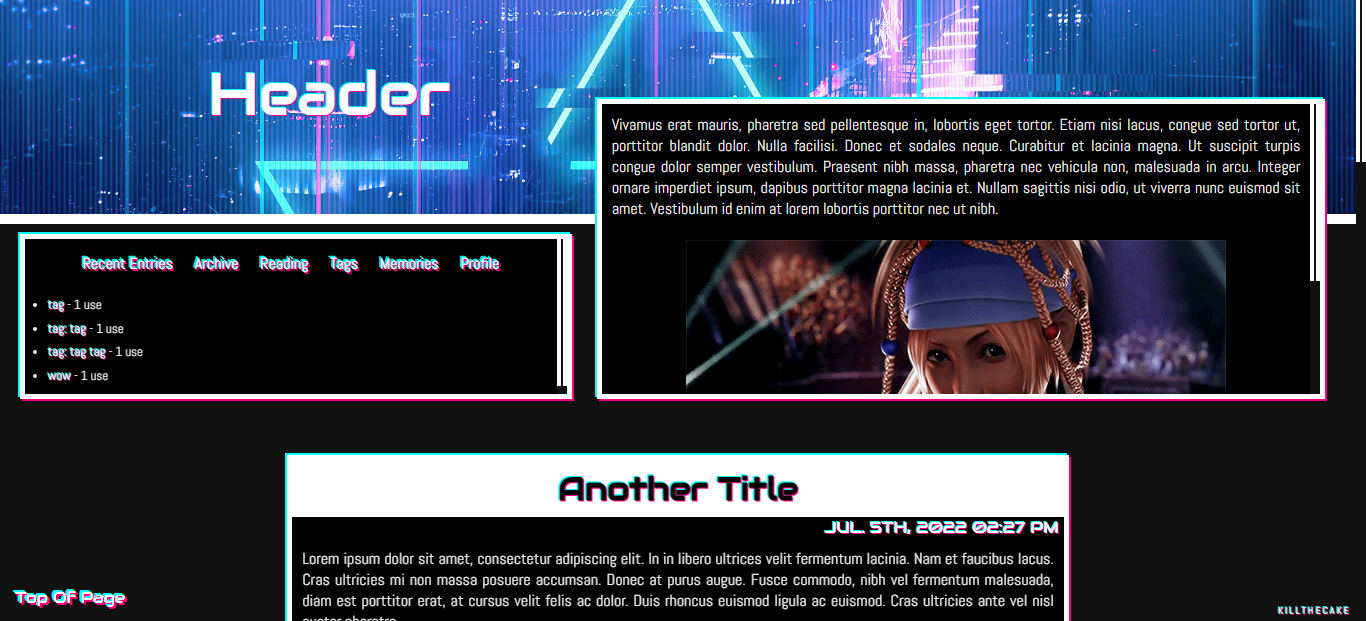 Header
Vivamus erat mauris, pharetra sed pellentesque in, lobortis eget tortor. Etiam nisi lacus, congue sed tortor ut,
porttitor blandit dolor. Nulla facilisi. Donec et sodales neque. Curabitur et lacinia magna. Ut suscipit turpis
congue dolor semper vestibulum. Praesent nibh massa, pharetra nec vehicula non, malesuada in arcu. Integer
ornare imperdiet ipsum, dapibus porttitor magna lacinia et. Nullam sagittis nisi odio, ut viverra nunc euismod sit
amet. Vestibulum id enim at lorem lobortis porttitor nec ut nibh.
Recent Entries Archive Reading Tags Memories Profile
tag - 1 use
tag: tag - 1 use
tag: tag tag - 1 use
wow - 1 use
Another Title
JUL. 5TH, 2022 02:27 PM
Lorem ipsum dolor sit amet, consectetur adipiscing elit. In in libero ultrices velit fermentum lacinia. Nam et faucibus lacus.
Cras ultricies mi non massa posuere accumsan. Donec at purus augue. Fusce commodo, nibh vel fermentum malesuada,
diam est porttitor erat, at cursus velit felis ac dolor. Duis rhoncus euismod ligula ac euismod. Cras ultricies ante vel nisl
Top Of Page
KILLTHECAKE